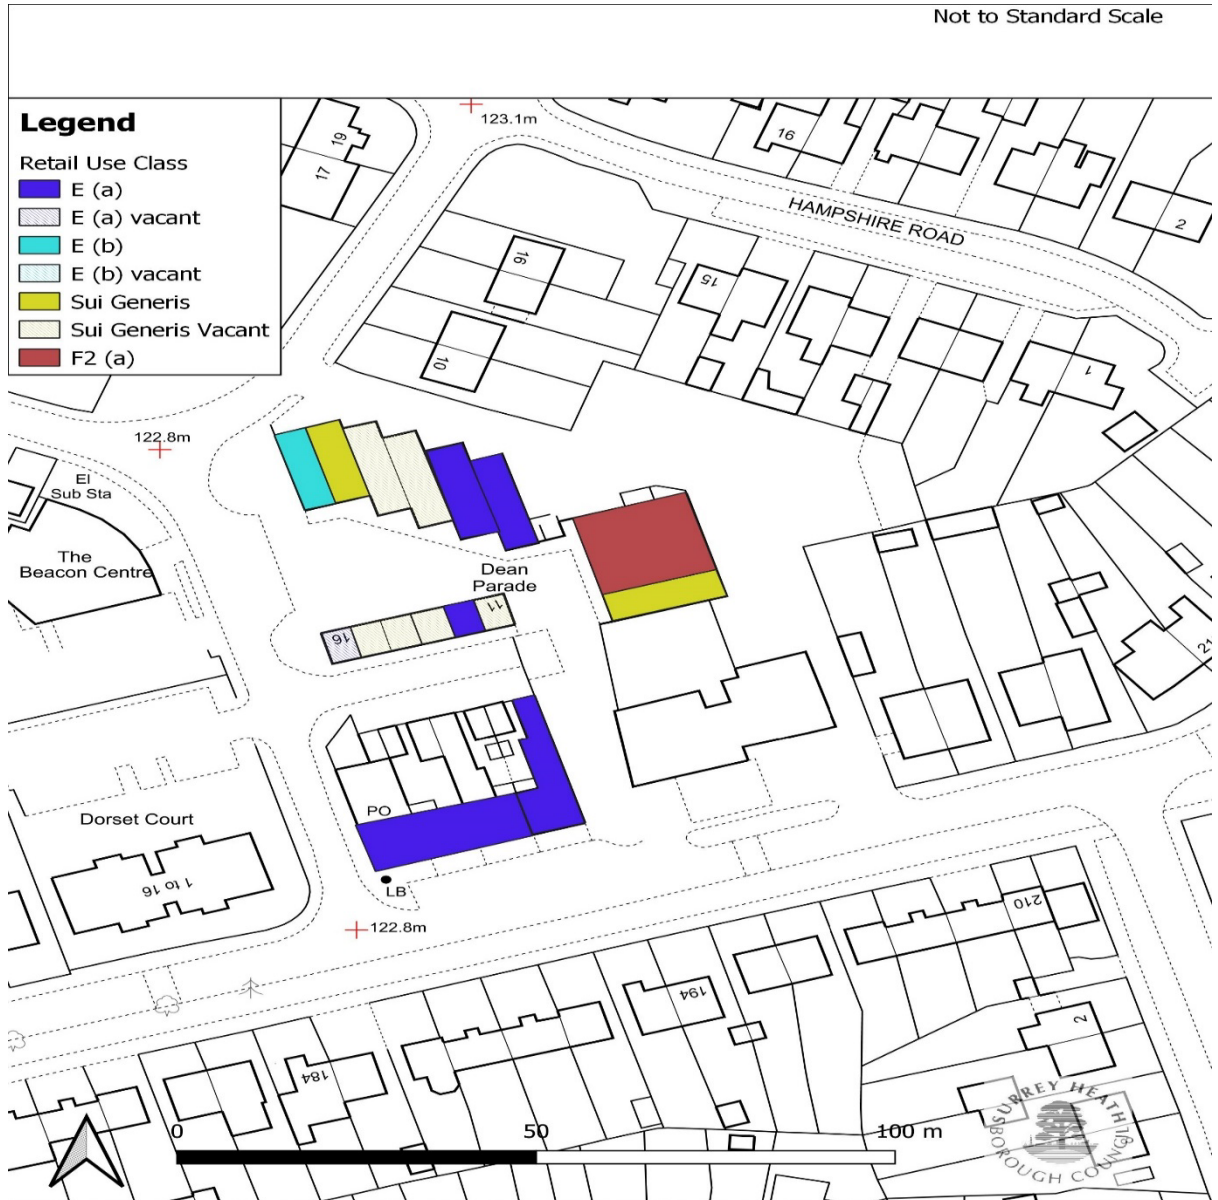 Not to Standard Scale
Legend
Retail Use Class
E (a)
E (a) vacant
E (b)
E (b) vacant
Sui Generis
Sui Generis Vacant
F2 (a)
19
17
123.1m
16
HAMPSHIRE ROAD
2
16
15
10
1
122.8m
El
Sub Sta
The
Beacon Centre
Dean
Parade
11
16
21
PO
Dorset Court
1 to 16
LB
122.8m
210
194
184
2
0
50
100 m
SURREY HEATH
BOROUGH COUNCIL